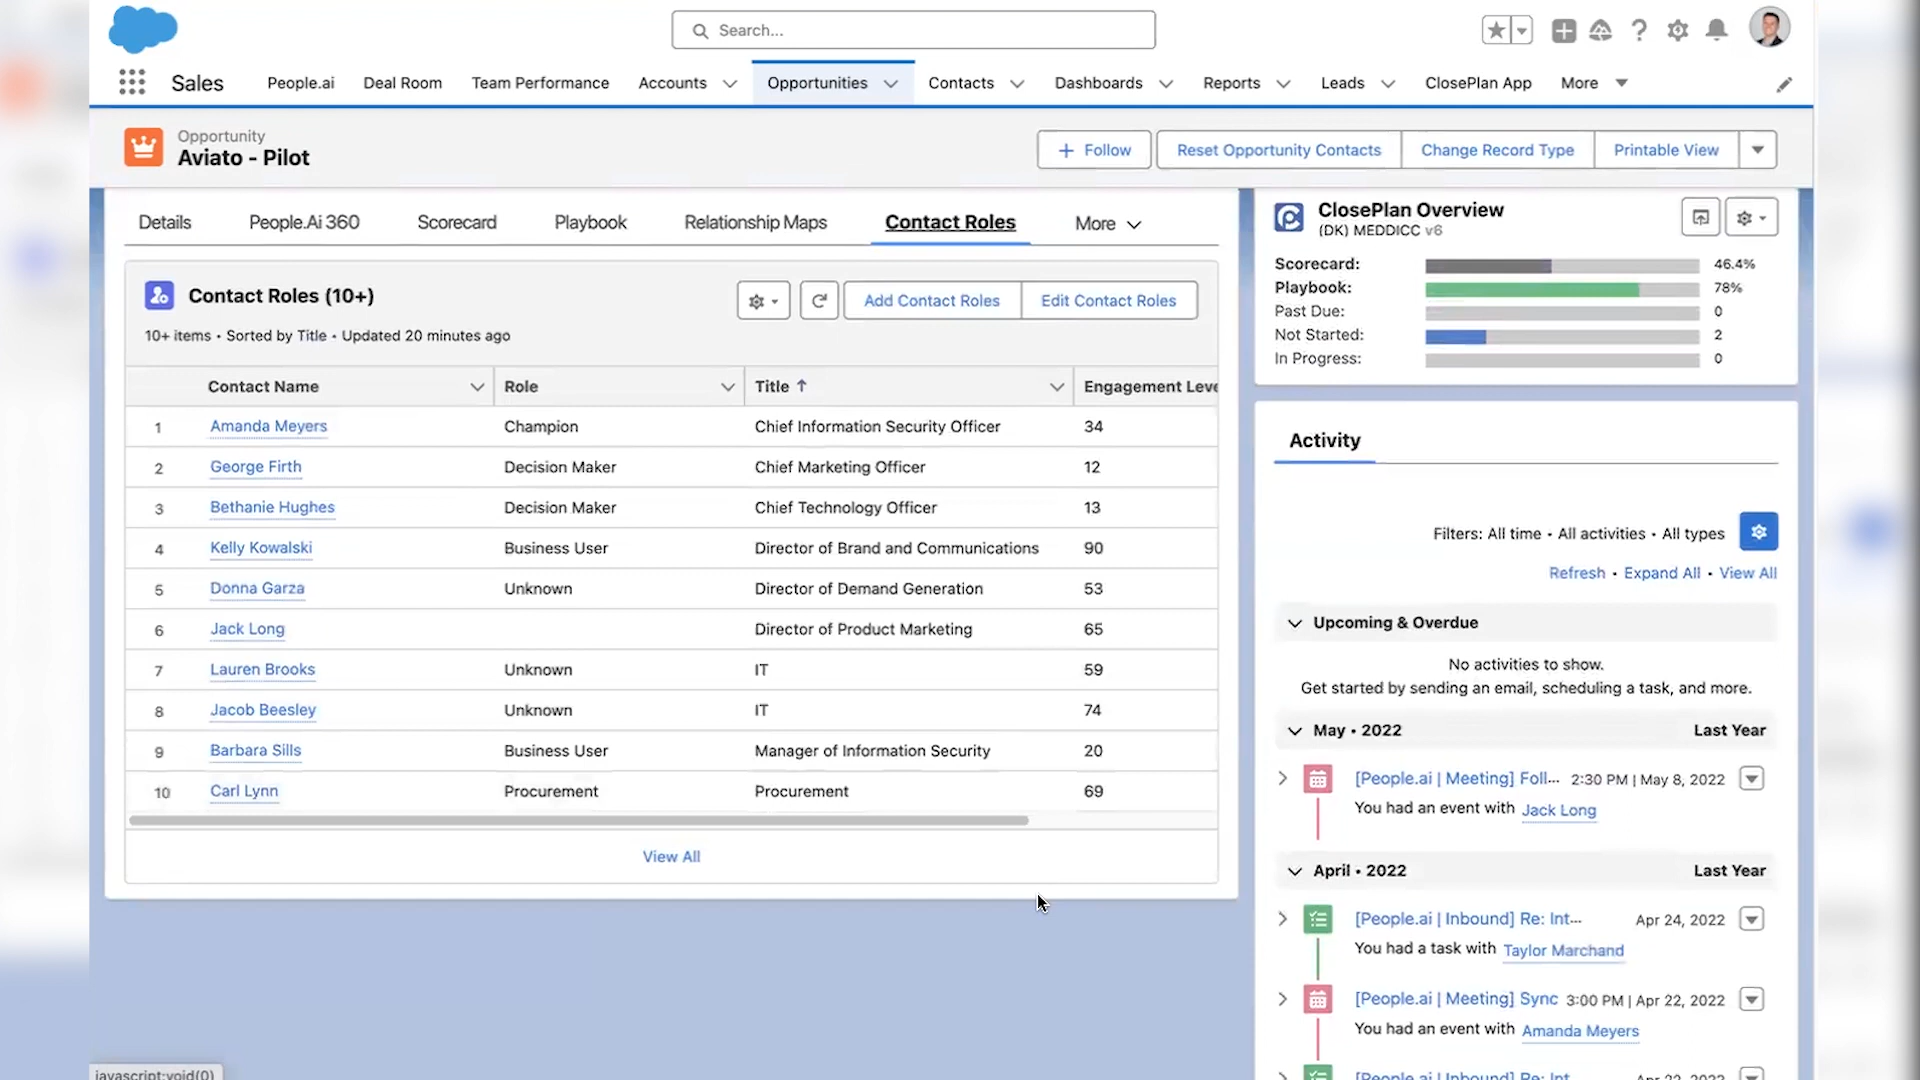 Search...
Sales
People.ai
Deal Room
Team Performance
Accounts
Opportunities
Contacts
Dashboards
Reports
Leads
ClosePlan App
More
Opportunity
Aviato - Pilot
+ Follow
Reset Opportunity Contacts
Change Record Type
Printable View
Details
People.Ai 360
Scorecard
Playbook
Relationship Maps
Contact Roles
More
Contact Roles (10+)
10+ items • Sorted by Title • Updated 20 minutes ago
Add Contact Roles
Edit Contact Roles
Contact Name Role Title ↑ Engagement Leve
1 Amanda Meyers Champion Chief Information Security Officer 34
2 George Firth Decision Maker Chief Marketing Officer 12
3 Bethanie Hughes Decision Maker Chief Technology Officer 13
4 Kelly Kowalski Business User Director of Brand and Communications 90
5 Donna Garza Unknown Director of Demand Generation 53
6 Jack Long Director of Product Marketing 65
7 Lauren Brooks Unknown IT 59
8 Jacob Beesley Unknown IT 74
9 Barbara Sills Business User Manager of Information Security 20
10 Carl Lynn Procurement Procurement 69
View All
ClosePlan Overview
(DK) MEDDICC v6
Scorecard: 46.4%
Playbook: 78%
Past Due: 0
Not Started: 2
In Progress: 0
Activity
Filters: All time • All activities • All types
Refresh • Expand All • View All
Upcoming & Overdue
No activities to show.
Get started by sending an email, scheduling a task, and more.
May • 2022 Last Year
[People.ai | Meeting] Foll... 2:30 PM | May 8, 2022
You had an event with Jack Long
April • 2022 Last Year
[People.ai | Inbound] Re: Int... Apr 24, 2022
You had a task with Taylor Marchand
[People.ai | Meeting] Sync 3:00 PM | Apr 22, 2022
You had an event with Amanda Meyers
[People.ai | Inbound] Re: Int
javascript:void(0)